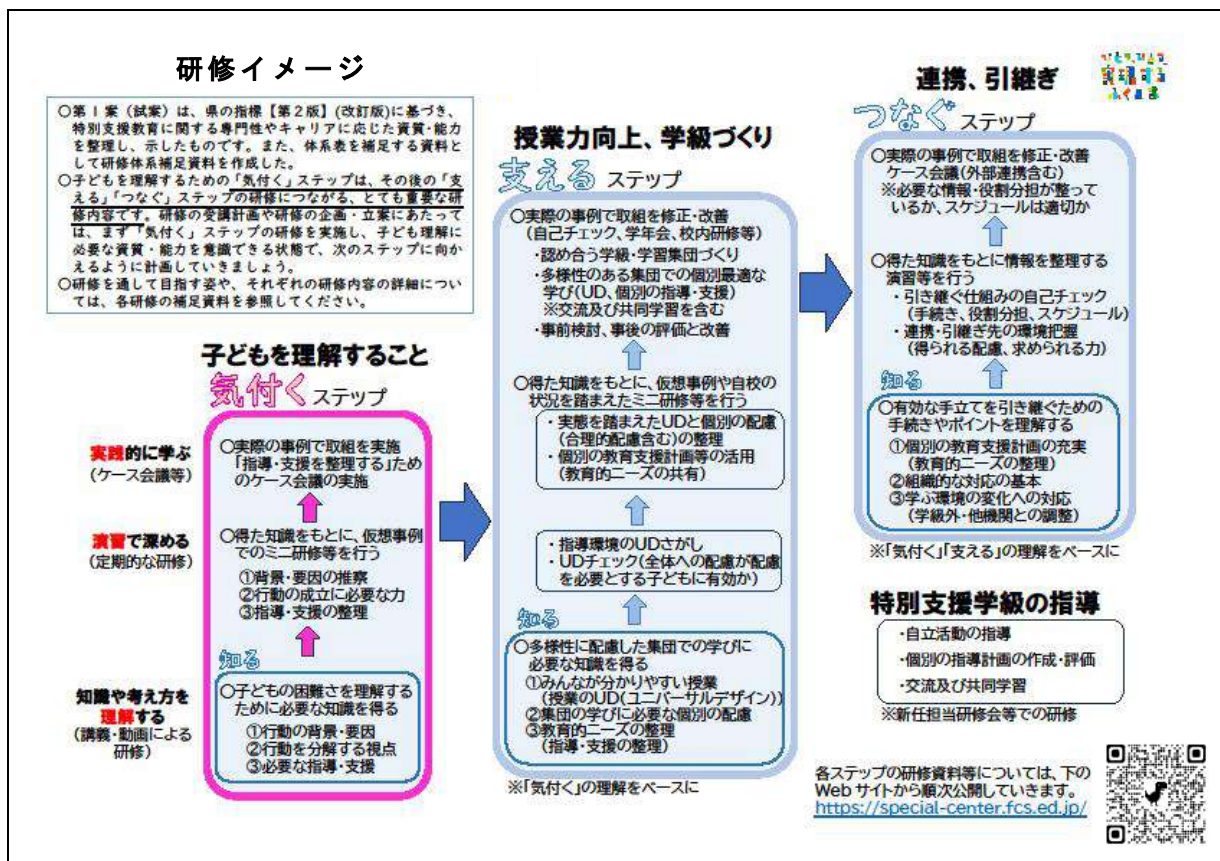 研修イメージ
○第1案(試案)は、県の指標【第2版】(改訂版)に基づき、
特別支援教育に関する専門性やキャリアに応じた資質・能力
を整理し、示したものです。また、体系表を補足する資料と
して研修体系補足資料を作成した。
○子どもを理解するための「気付く」ステップは、その後の「支
える」「つなぐ」ステップの研修につながる、とても重要な研
修内容です。研修の受講計画や研修の企画・立案にあたって
は、まず「気付く」ステップの研修を実施し、子ども理解に
必要な資質・能力を意識できる状態で、次のステップに向か
えるように計画していきましょう。
○研修を通して目指す姿や、それぞれの研修内容の詳細につい
ては、各研修の補足資料を参照してください。
子どもを理解すること
気付くステップ
実践的に学ぶ
(ケース会議等)
○実際の事例で取組を実施
「指導・支援を整理する」ため
のケース会議の実施
演習で深める
(定期的な研修)
○得た知識をもとに、仮想事例
でのミニ研修等を行う
①背景・要因の推察
②行動の成立に必要な力
③指導・支援の整理
知る
知識や考え方を
理解する
(講義・動画による
研修)
○子どもの困難さを理解する
ために必要な知識を得る
①行動の背景・要因
②行動を分解する視点
③必要な指導・支援
授業力向上、学級づくり
支える ステップ
○実際の事例で取組を修正・改善
(自己チェック、学年会、校内研修等)
・認め合う学級・学習集団づくり
・多様性のある集団での個別最適な
学び(UD、個別の指導・支援)
※交流及び共同学習を含む
・事前検討、事後の評価と改善
○得た知識をもとに、仮想事例や自校の
状況を踏まえたミニ研修等を行う
・実態を踏まえたUDと個別の配慮
(合理的配慮含む)の整理
・個別の教育支援計画等の活用
(教育的ニーズの共有)
・指導環境のUDさがし
・UDチェック(全体への配慮が配慮
を必要とする子どもに有効か)
知る
○多様性に配慮した集団での学びに
必要な知識を得る
①みんなが分かりやすい授業
(授業のUD(ユニバーサルデザイン))
②集団の学びに必要な個別の配慮
③教育的ニーズの整理
(指導・支援の整理)
※「気付く」の理解をベースに
連携、引継ぎ
つなぐ ステップ
○実際の事例で取組を修正・改善
ケース会議(外部連携含む)
※必要な情報・役割分担が整って
いるか、スケジュールは適切か
○得た知識をもとに情報を整理する
演習等を行う
・引き継ぐ仕組みの自己チェック
(手続き、役割分担、スケジュール)
・連携・引継ぎ先の環境把握
(得られる配慮、求められる力)
知る
○有効な手立てを引き継ぐための
手続きやポイントを理解する
①個別の教育支援計画の充実
(教育的ニーズの整理)
②組織的な対応の基本
③学ぶ環境の変化への対応
(学級外・他機関との調整)
※「気付く」「支える」の理解をベースに
特別支援学級の指導
・自立活動の指導
・個別の指導計画の作成・評価
・交流及び共同学習
※新任担当研修会等での研修
各ステップの研修資料等については、下の
Webサイトから順次公開していきます。
https://special-center.fcs.ed.jp/
実現する
ふくしま